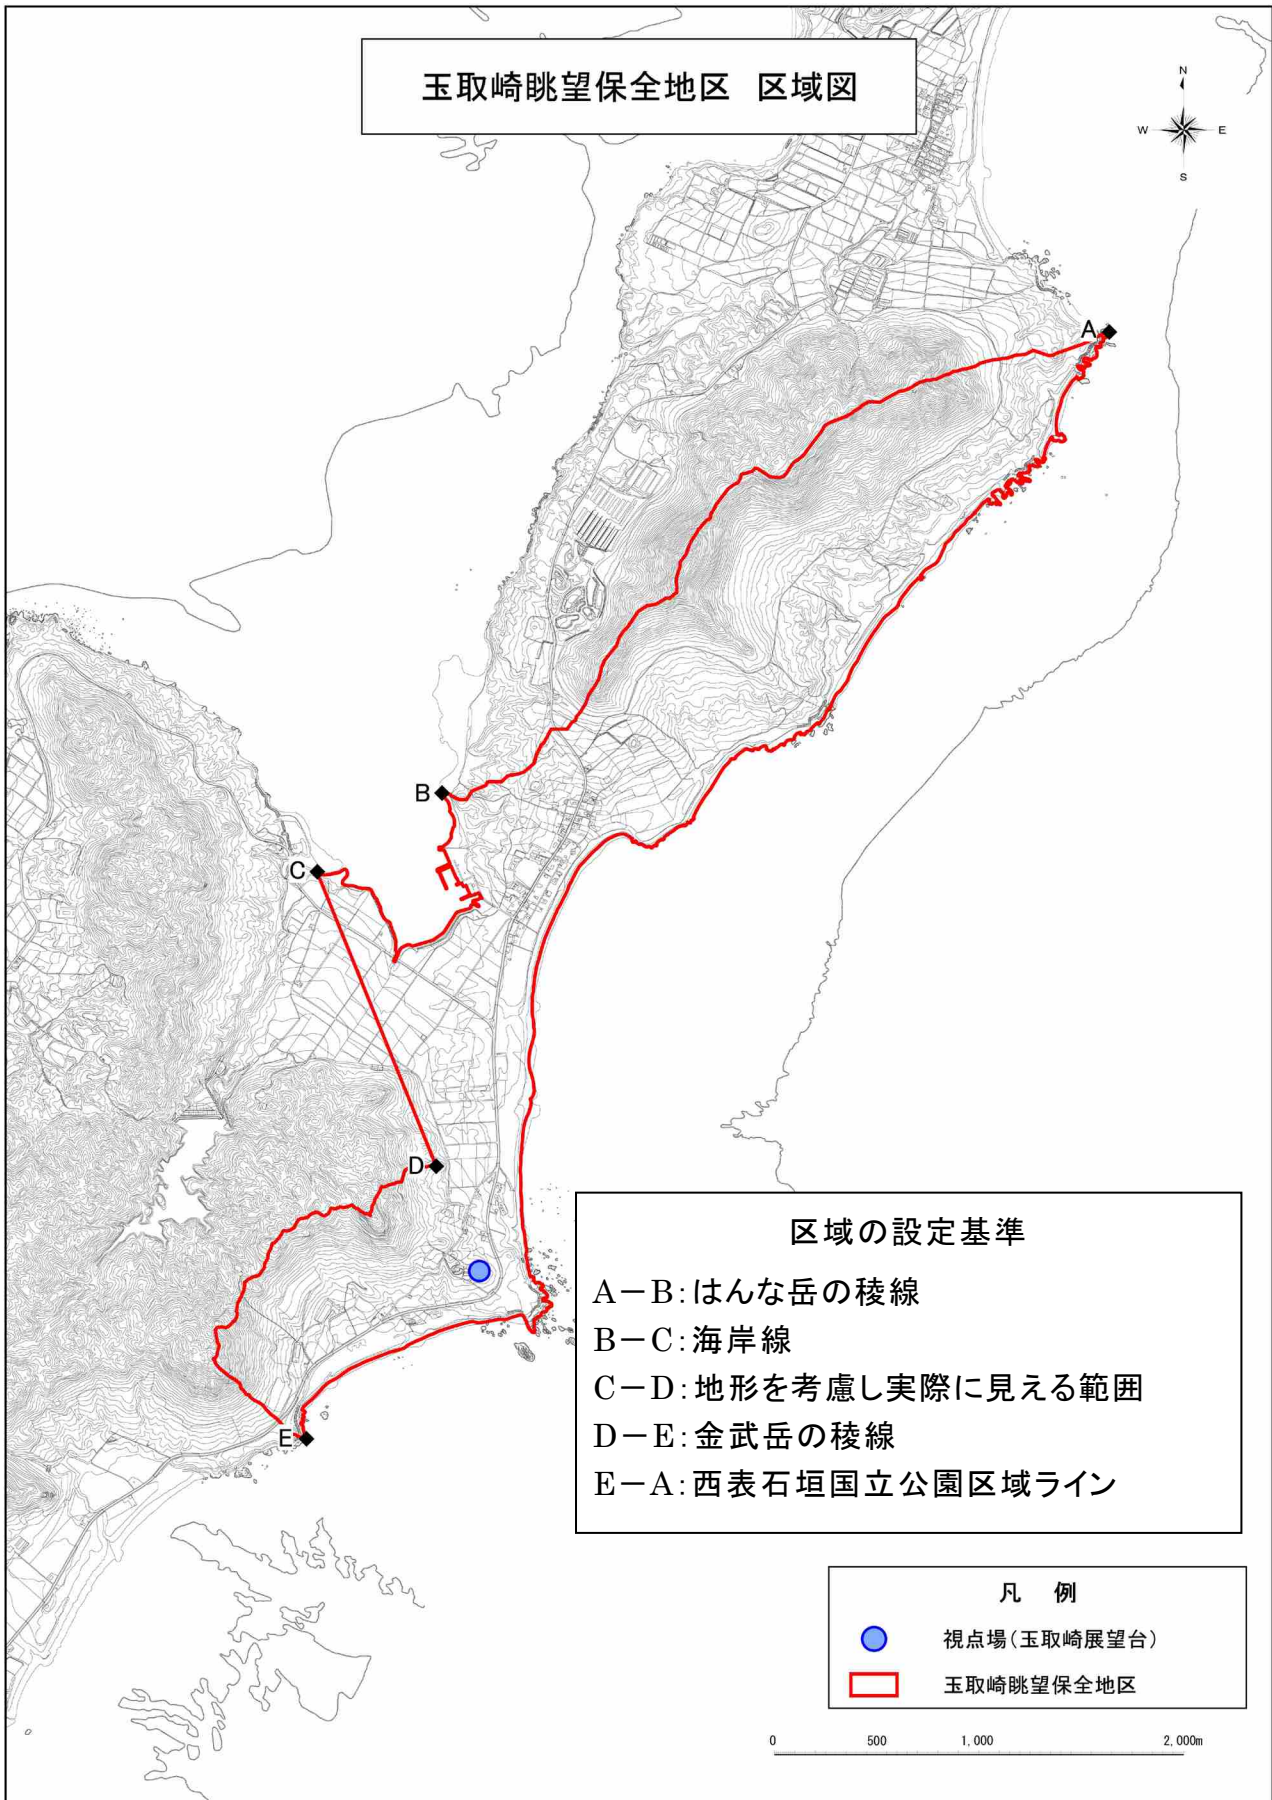 玉取崎眺望保全地区　区域図
N
W
E
S
A
B
C
D
E
区域の設定基準
A－B：はんな岳の稜線
B－C：海岸線
C－D：地形を考慮し実際に見える範囲
D－E：金武岳の稜線
E－A：西表石垣国立公園区域ライン
凡　例
視点場（玉取崎展望台）
玉取崎眺望保全地区
0 500 1,000 2,000m